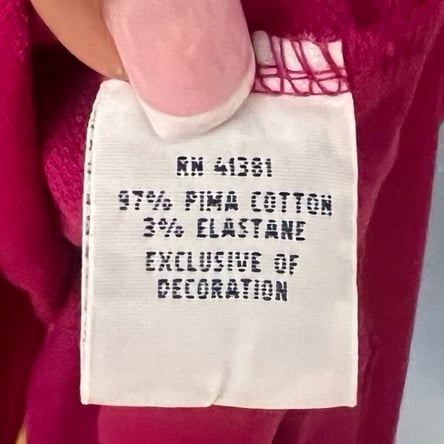 RN 41381
97% PIMA COTTON
3% ELASTANE
EXCLUSIVE OF
DECORATION